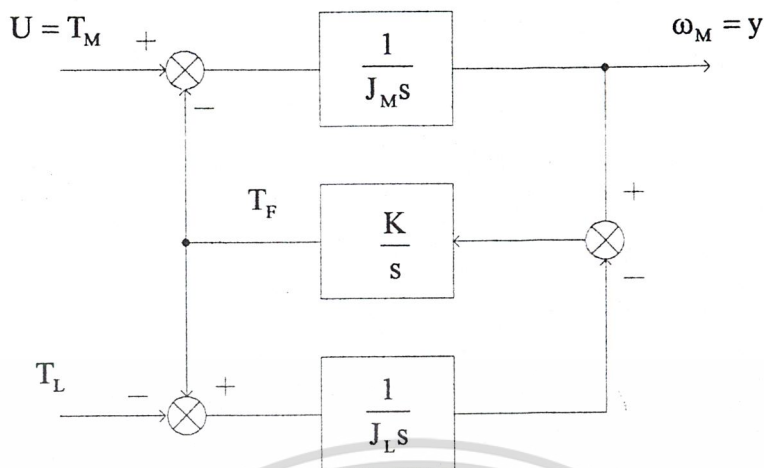 U = T_M
+
−
1
J_M s
ω_M = y
T_F
K
s
+
−
T_L
−
+
1
J_L s